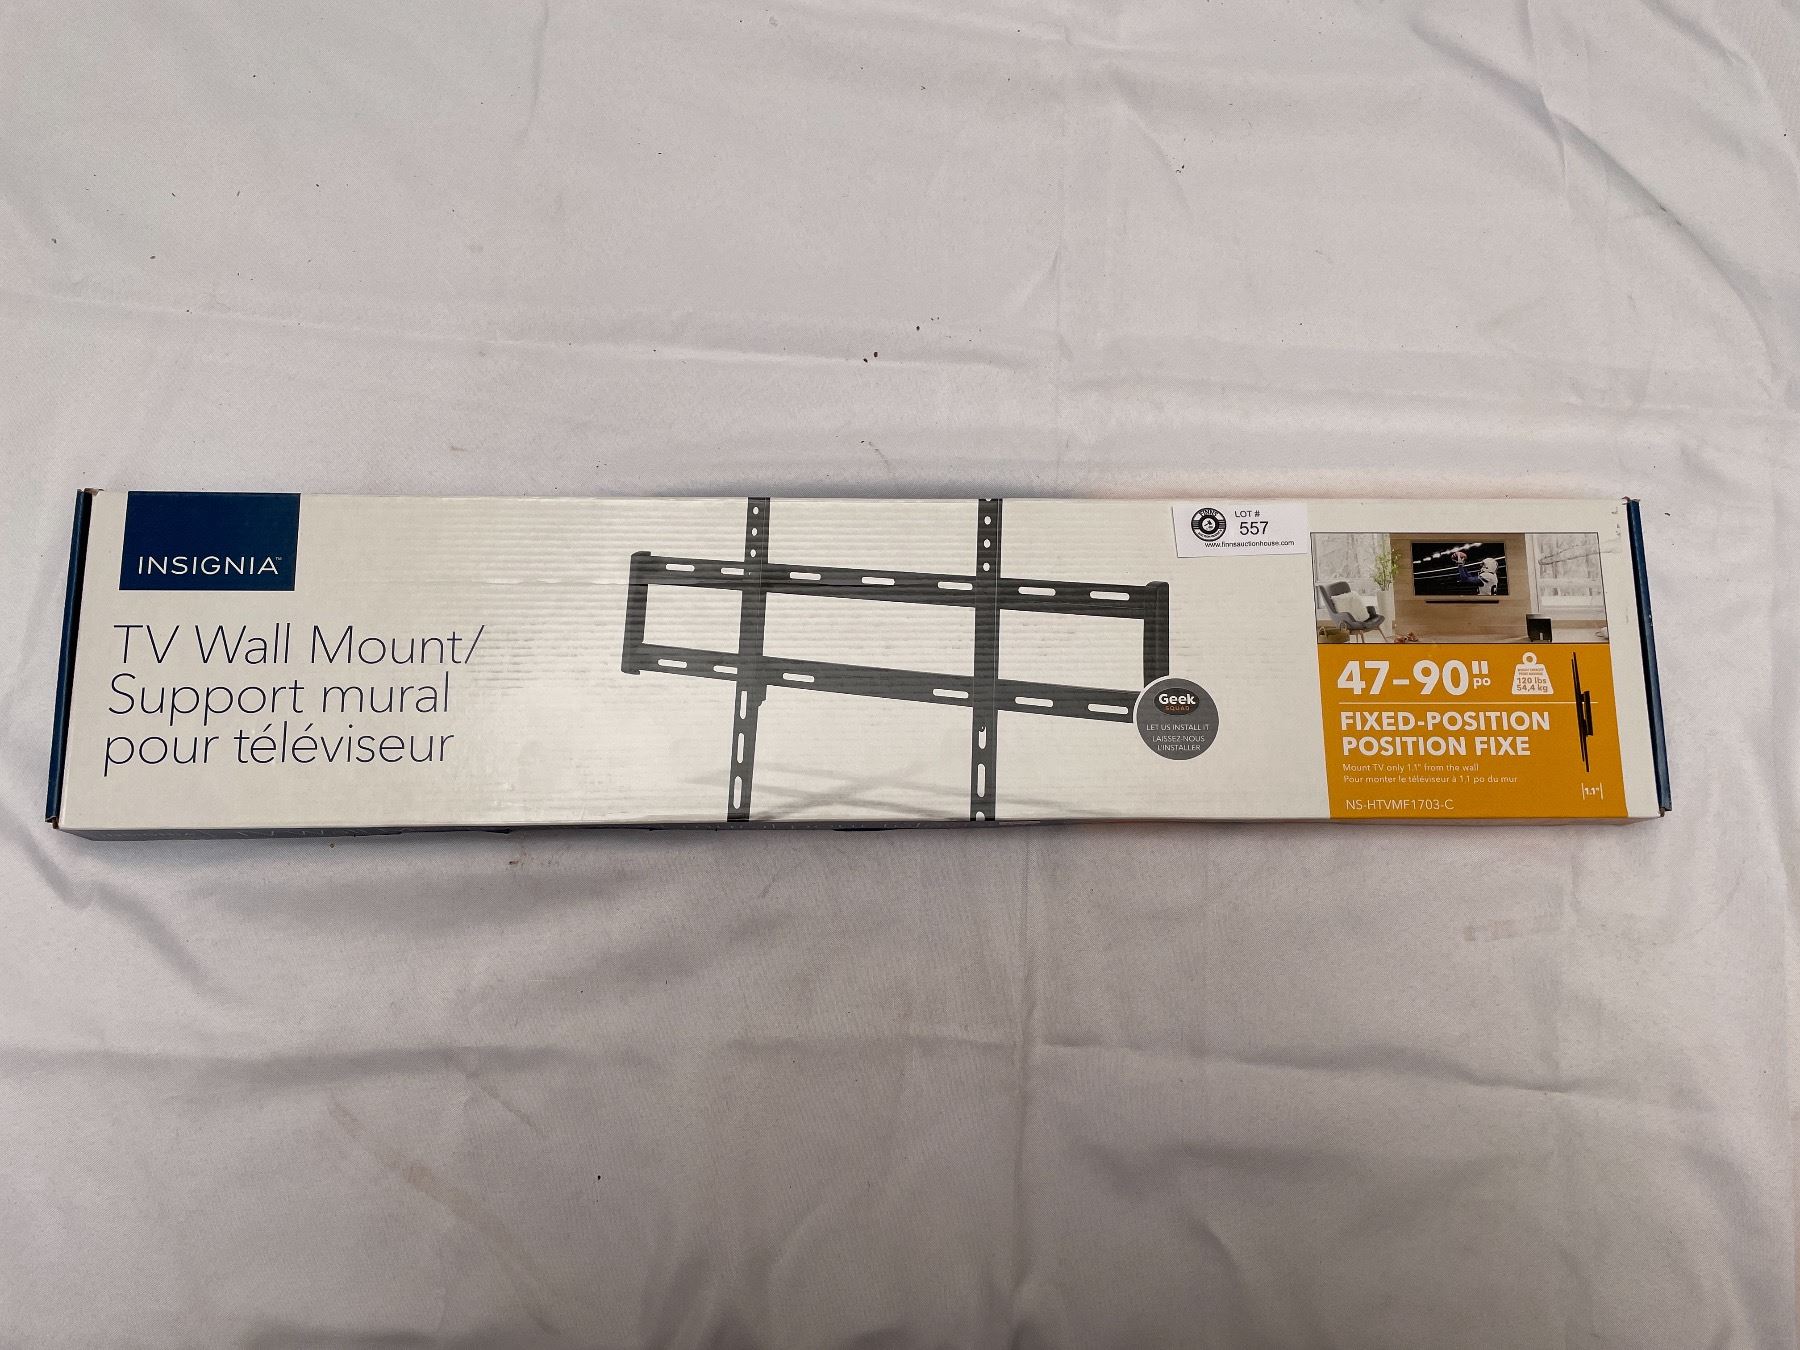 INSIGNIA™
TV Wall Mount/
Support mural
pour téléviseur
LOT #
557
www.finnsauctionhouse.com
Geek
SQUAD
LET US INSTALL IT
LAISSEZ-NOUS
L'INSTALLER
47–90"
po
120 lbs
54,4 kg
FIXED-POSITION
POSITION FIXE
Mount TV only 1.1" from the wall
Pour monter le téléviseur à 1,1 po du mur
1.1"
NS-HTVMF1703-C